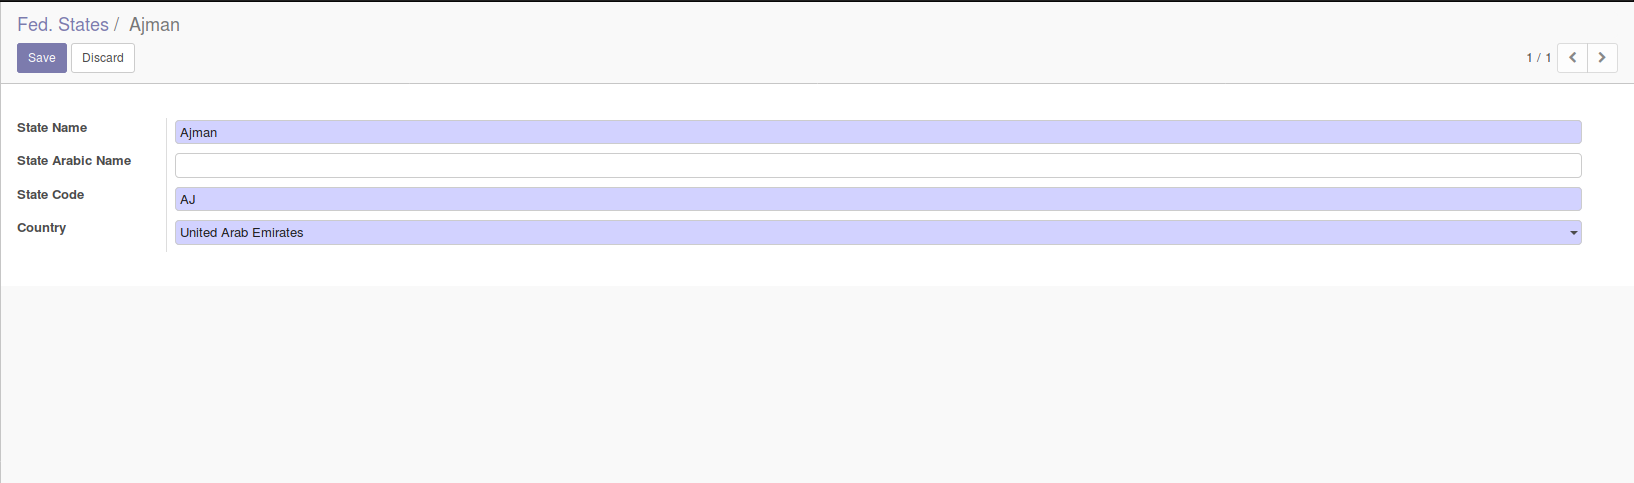 Fed. States / Ajman
Save Discard 1 / 1
State Name Ajman
State Arabic Name
State Code AJ
Country United Arab Emirates